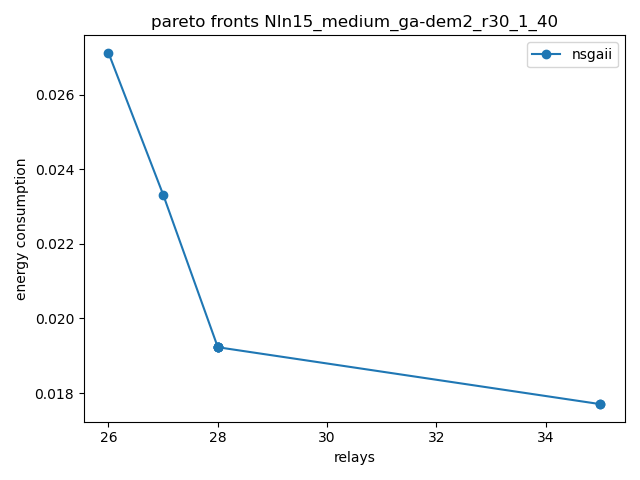 pareto fronts NIn15_medium_ga-dem2_r30_1_40
nsgaii
0.026
0.024
0.022
0.020
0.018
energy consumption
26 28 30 32 34
relays